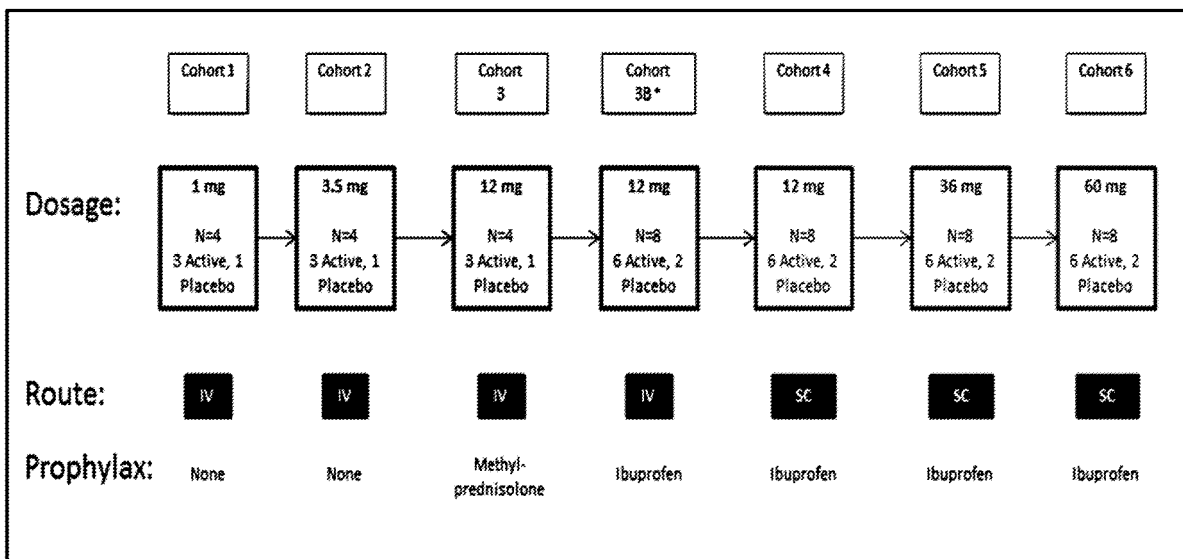 Cohort 1
Cohort 2
Cohort
3
Cohort
3B*
Cohort 4
Cohort 5
Cohort 6
Dosage:
1 mg
N=4
3 Active, 1
Placebo
3.5 mg
N=4
3 Active, 1
Placebo
12 mg
N=4
3 Active, 1
Placebo
12 mg
N=8
6 Active, 2
Placebo
12 mg
N=8
6 Active, 2
Placebo
36 mg
N=8
6 Active, 2
Placebo
60 mg
N=8
6 Active, 2
Placebo
Route:
IV
IV
IV
IV
SC
SC
SC
Prophylax:
None
None
Methyl-
prednisolone
Ibuprofen
Ibuprofen
Ibuprofen
Ibuprofen